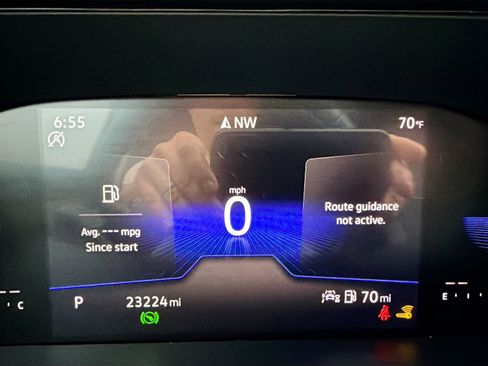 6:55
NW
70°F
mph
0
Avg. --- mpg
Since start
Route guidance
not active.
C
P
23224 mi
70 mi
E